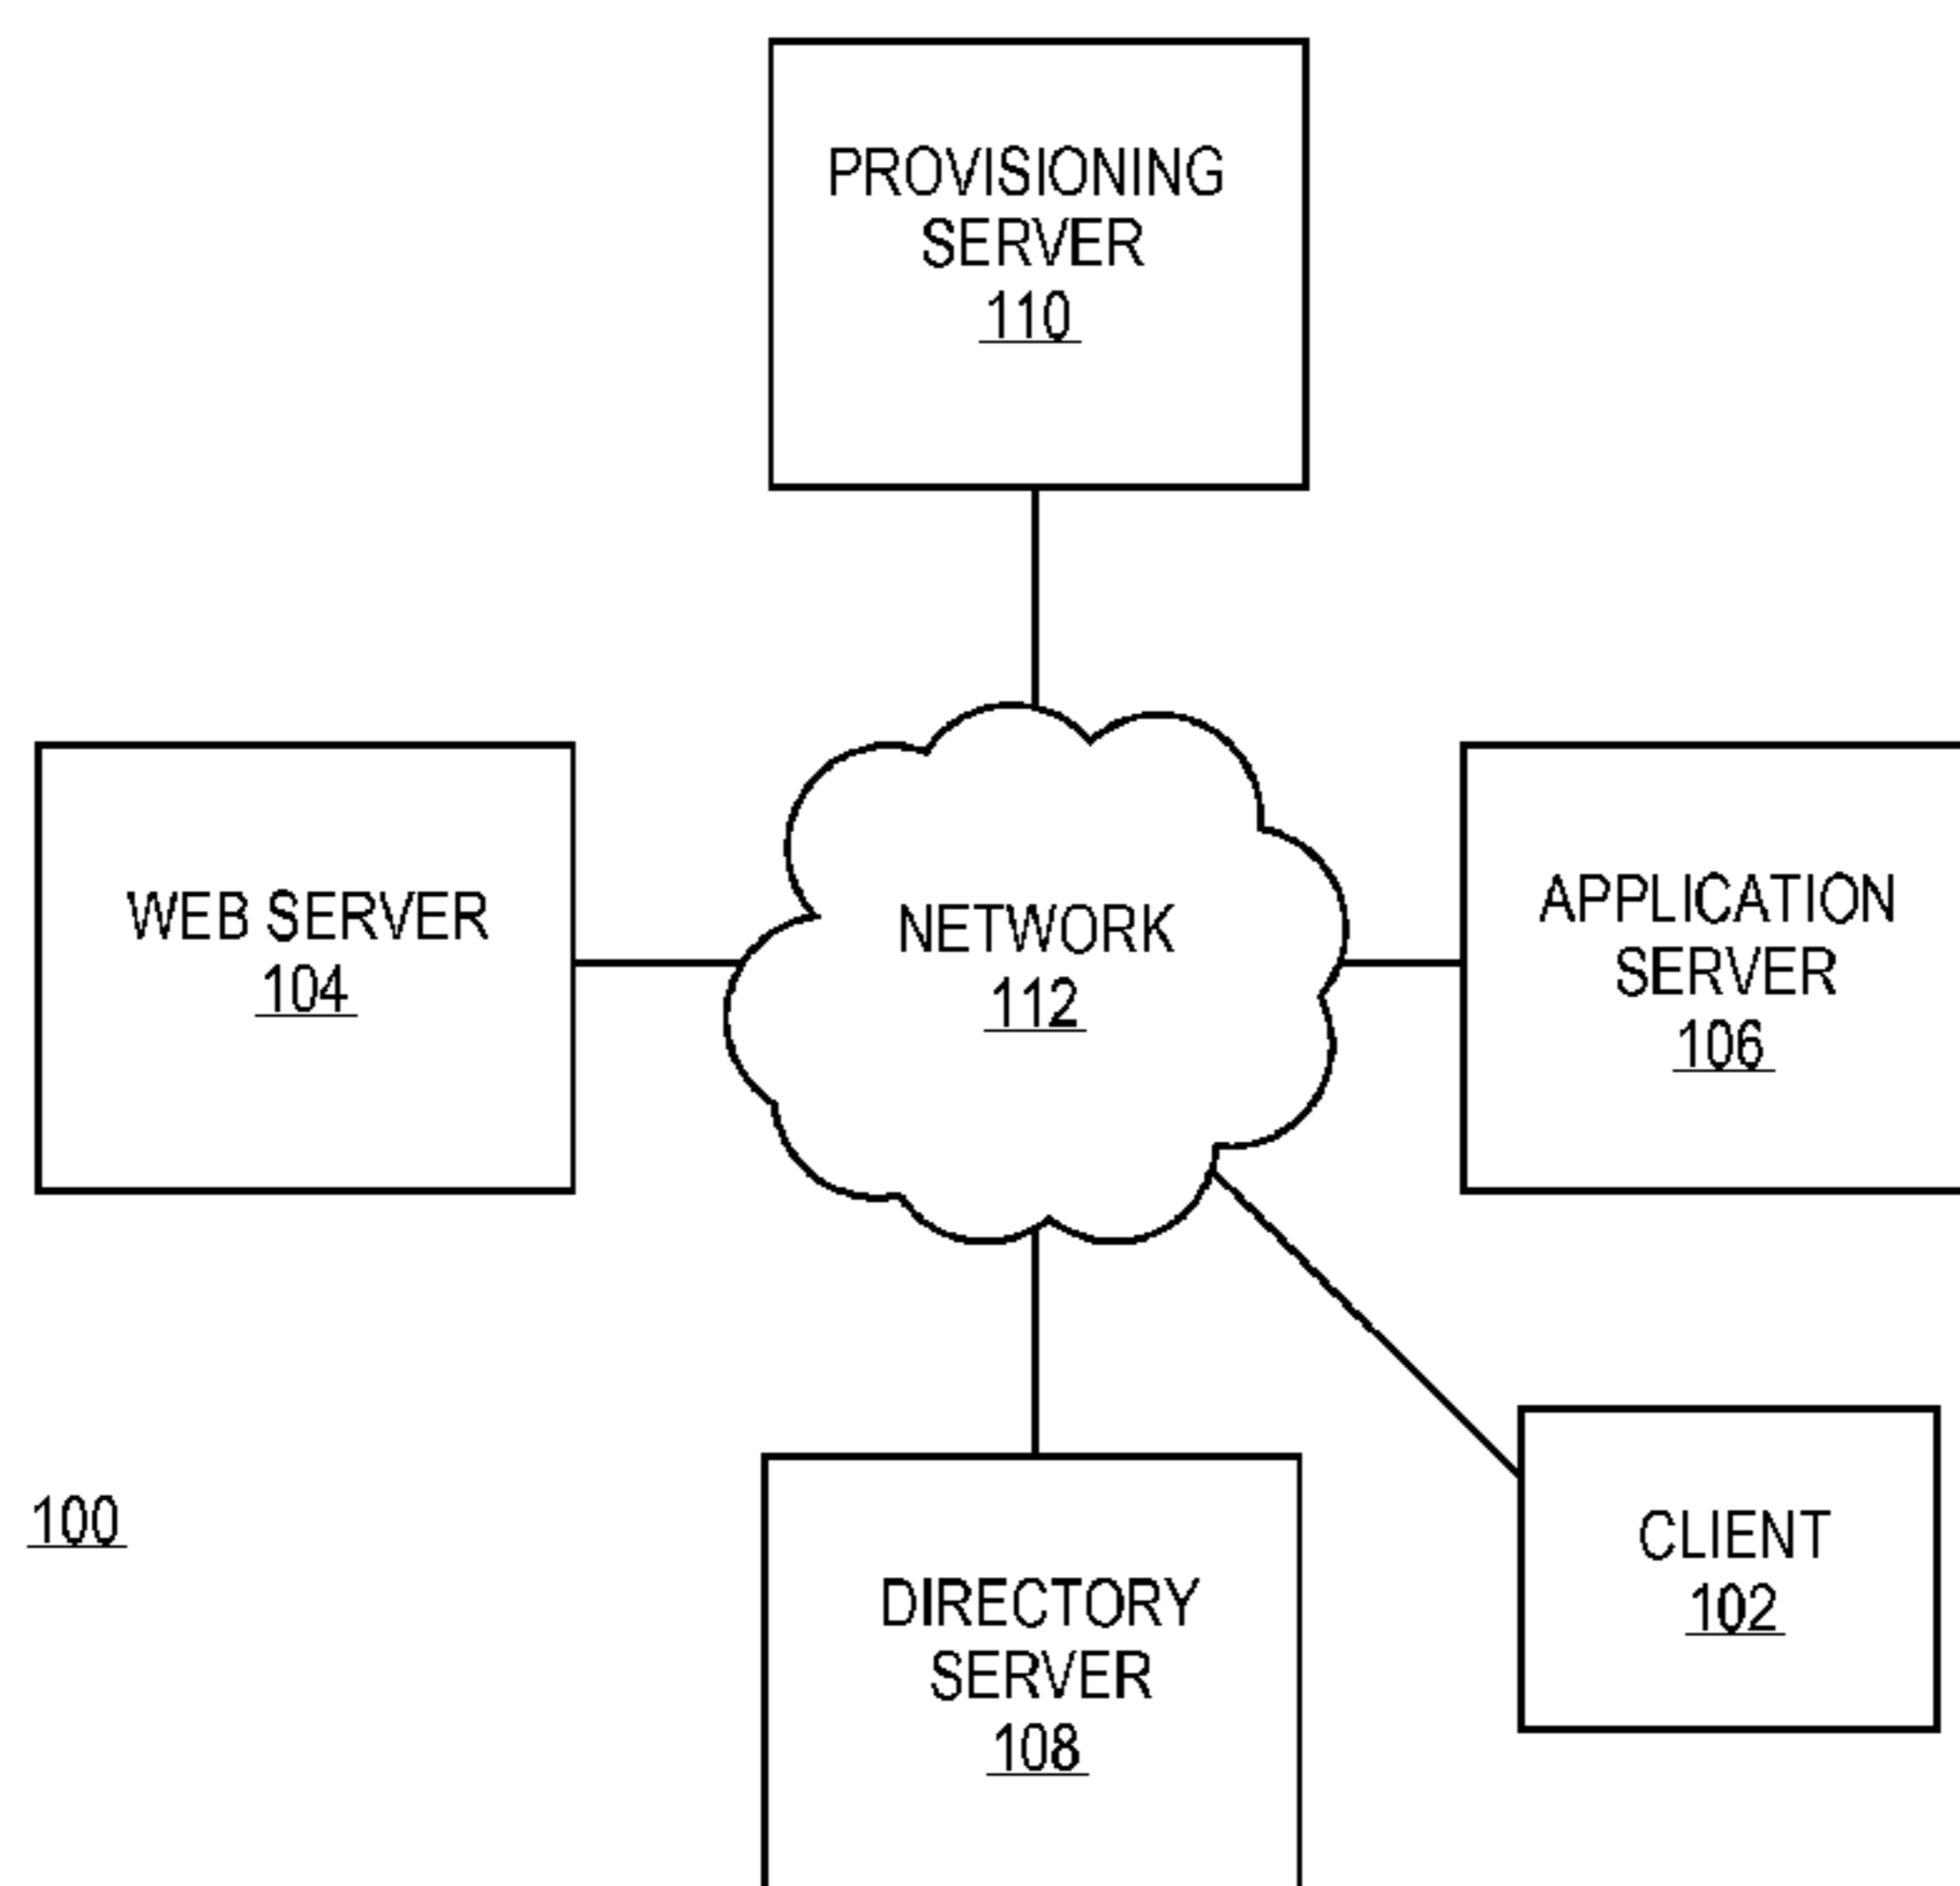 PROVISIONING
SERVER
110
WEB SERVER
104
NETWORK
112
APPLICATION
SERVER
106
100
DIRECTORY
SERVER
108
CLIENT
102